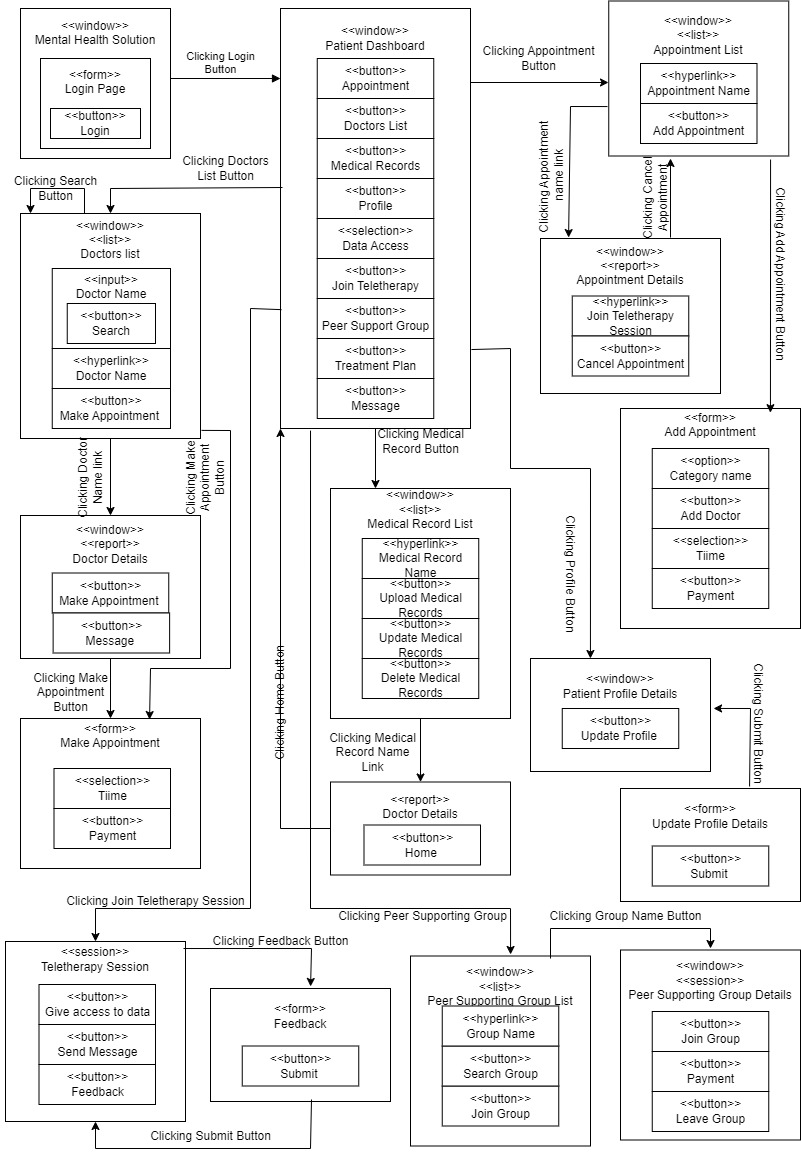 <<window>>
Mental Health Solution
<<form>>
Login Page
<<button>>
Login
Clicking Login
Button
<<window>>
Patient Dashboard
<<button>>
Appointment
<<button>>
Doctors List
<<button>>
Medical Records
<<button>>
Profile
<<selection>>
Data Access
<<button>>
Join Teletherapy
<<button>>
Peer Support Group
<<button>>
Treatment Plan
<<button>>
Message
Clicking Appointment
Button
<<window>>
<<list>>
Appointment List
<<hyperlink>>
Appointment Name
<<button>>
Add Appointment
Clicking Appointment
name link
Clicking Cancel
Appointment
Clicking Add Appointment Button
<<window>>
<<report>>
Appointment Details
<<hyperlink>>
Join Teletherapy
Session
<<button>>
Cancel Appointment
Clicking Doctors
List Button
Clicking Search
Button
<<window>>
<<list>>
Doctors list
<<input>>
Doctor Name
<<button>>
Search
<<hyperlink>>
Doctor Name
<<button>>
Make Appointment
Clicking Doctor
Name link
Clicking Make
Appointment
Button
<<window>>
<<report>>
Doctor Details
<<button>>
Make Appointment
<<button>>
Message
Clicking Make
Appointment
Button
<<form>>
Make Appointment
<<selection>>
Tiime
<<button>>
Payment
Clicking Medical
Record Button
<<window>>
<<list>>
Medical Record List
<<hyperlink>>
Medical Record
Name
<<button>>
Upload Medical
Records
<<button>>
Update Medical
Records
<<button>>
Delete Medical
Records
Clicking Home Button
Clicking Medical
Record Name
Link
<<report>>
Doctor Details
<<button>>
Home
<<form>>
Add Appointment
<<option>>
Category name
<<button>>
Add Doctor
<<selection>>
Tiime
<<button>>
Payment
Clicking Profile Button
<<window>>
Patient Profile Details
<<button>>
Update Profile
Clicking Submit Button
<<form>>
Update Profile Details
<<button>>
Submit
Clicking Join Teletherapy Session
<<session>>
Teletherapy Session
<<button>>
Give access to data
<<button>>
Send Message
<<button>>
Feedback
Clicking Feedback Button
<<form>>
Feedback
<<button>>
Submit
Clicking Submit Button
Clicking Peer Supporting Group
<<window>>
<<list>>
Peer Supporting Group List
<<hyperlink>>
Group Name
<<button>>
Search Group
<<button>>
Join Group
Clicking Group Name Button
<<window>>
<<session>>
Peer Supporting Group Details
<<button>>
Join Group
<<button>>
Payment
<<button>>
Leave Group